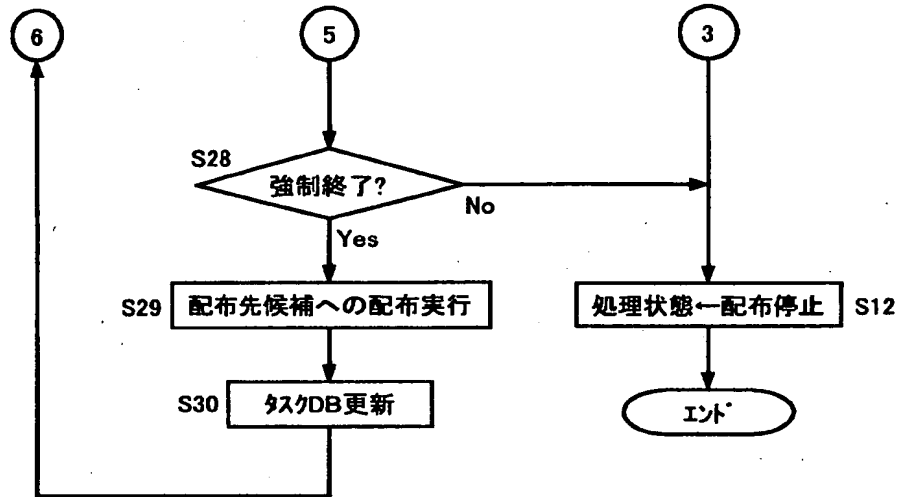 6
5
3
S28
強制終了?
No
Yes
S29
配布先候補への配布実行
処理状態←配布停止
S12
S30
ﾀｽｸDB更新
ｴﾝﾄﾞ